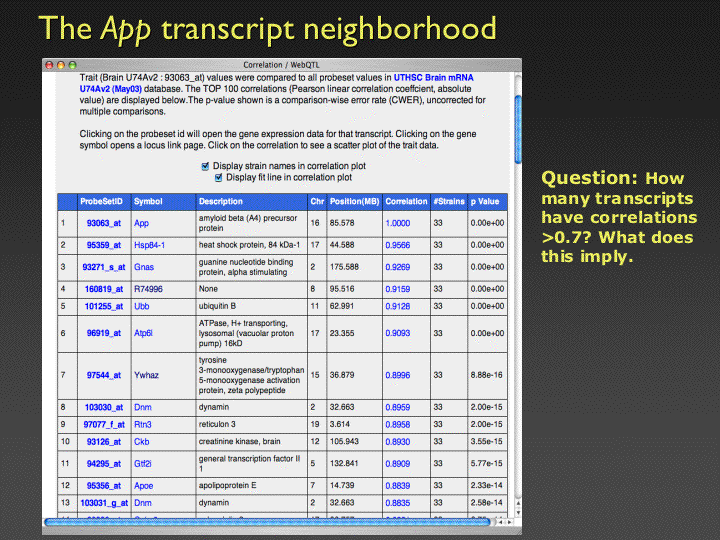 The App transcript neighborhood
Correlation / WebQTL
Trait (Brain U74Av2 : 93063_at) values were compared to all probeset values in UTHSC Brain mRNA
U74Av2 (May03) database. The TOP 100 correlations (Pearson linear correlation coeffcient, absolute
value) are displayed below.The p-value shown is a comparison-wise error rate (CWER), uncorrected for
multiple comparisons.
Clicking on the probeset id will open the gene expression data for that transcript. Clicking on the gene
symbol opens a locus link page. Click on the correlation to see a scatter plot of the trait data.
Display strain names in correlation plot
Display fit line in correlation plot
ProbeSetID Symbol Description Chr Position(MB) Correlation #Strains p Value
1 93063_at App amyloid beta (A4) precursor protein 16 85.578 1.0000 33 0.00e+00
2 95359_at Hsp84-1 heat shock protein, 84 kDa-1 17 44.588 0.9566 33 0.00e+00
3 93271_s_at Gnas guanine nucleotide binding protein, alpha stimulating 2 175.588 0.9269 33 0.00e+00
4 160819_at R74996 None 8 95.516 0.9159 33 0.00e+00
5 101255_at Ubb ubiquitin B 11 62.991 0.9128 33 0.00e+00
6 96919_at Atp6l ATPase, H+ transporting, lysosomal (vacuolar proton pump) 16kD 17 23.355 0.9093 33 0.00e+00
7 97544_at Ywhaz tyrosine 3-monooxygenase/tryptophan 5-monooxygenase activation protein, zeta polypeptide 15 36.879 0.8996 33 8.88e-16
8 103030_at Dnm dynamin 2 32.663 0.8959 33 2.00e-15
9 97077_f_at Rtn3 reticulon 3 19 3.614 0.8958 33 2.00e-15
10 93126_at Ckb creatinine kinase, brain 12 105.943 0.8930 33 3.55e-15
11 94295_at Gtf2i general transcription factor II 1 5 132.841 0.8909 33 5.77e-15
12 95356_at Apoe apolipoprotein E 7 14.739 0.8839 33 2.33e-14
13 103031_g_at Dnm dynamin 2 32.663 0.8835 33 2.58e-14
Question: How
many transcripts
have correlations
>0.7? What does
this imply.